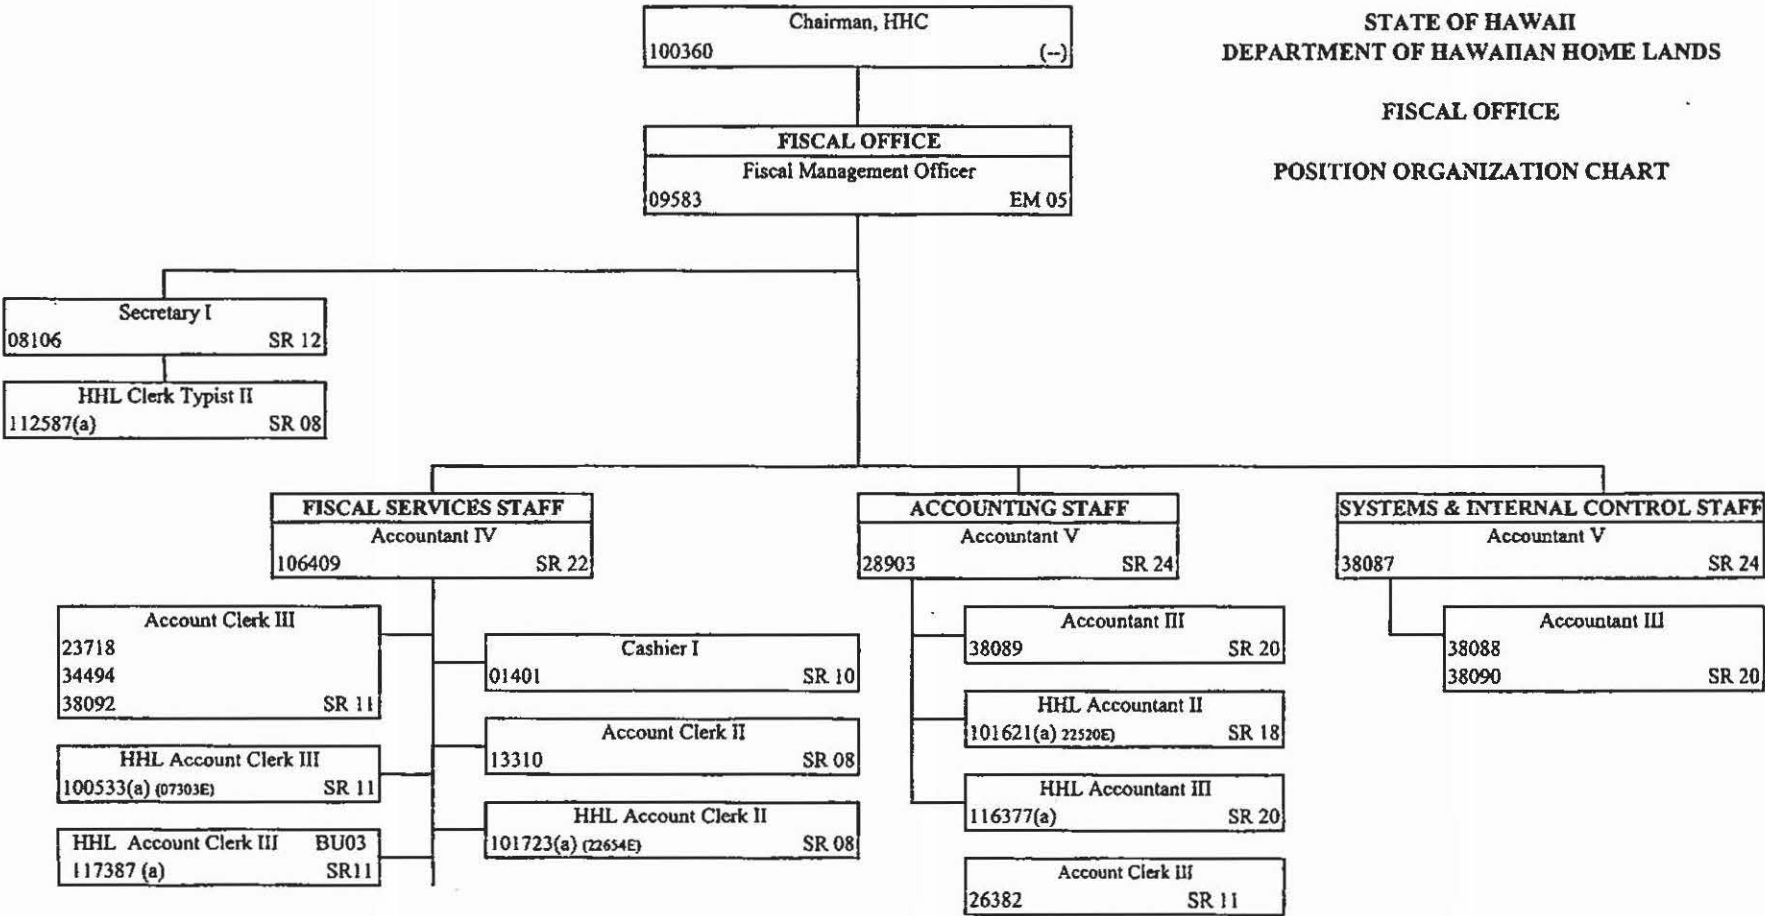 STATE OF HAWAII
DEPARTMENT OF HAWAIIAN HOME LANDS
FISCAL OFFICE
POSITION ORGANIZATION CHART
Chairman, HHC
100360 (--)
FISCAL OFFICE
Fiscal Management Officer
09583 EM 05
Secretary I
08106 SR 12
HHL Clerk Typist II
112587(a) SR 08
FISCAL SERVICES STAFF
Accountant IV
106409 SR 22
Account Clerk III
23718
34494
38092 SR 11
HHL Account Clerk III
100533(a) (07303E) SR 11
HHL Account Clerk III BU03
117387 (a) SR11
Cashier I
01401 SR 10
Account Clerk II
13310 SR 08
HHL Account Clerk II
101723(a) (22654E) SR 08
ACCOUNTING STAFF
Accountant V
28903 SR 24
Accountant III
38089 SR 20
HHL Accountant II
101621(a) 22520E) SR 18
HHL Accountant III
116377(a) SR 20
Account Clerk III
26382 SR 11
SYSTEMS & INTERNAL CONTROL STAFF
Accountant V
38087 SR 24
Accountant III
38088
38090 SR 20